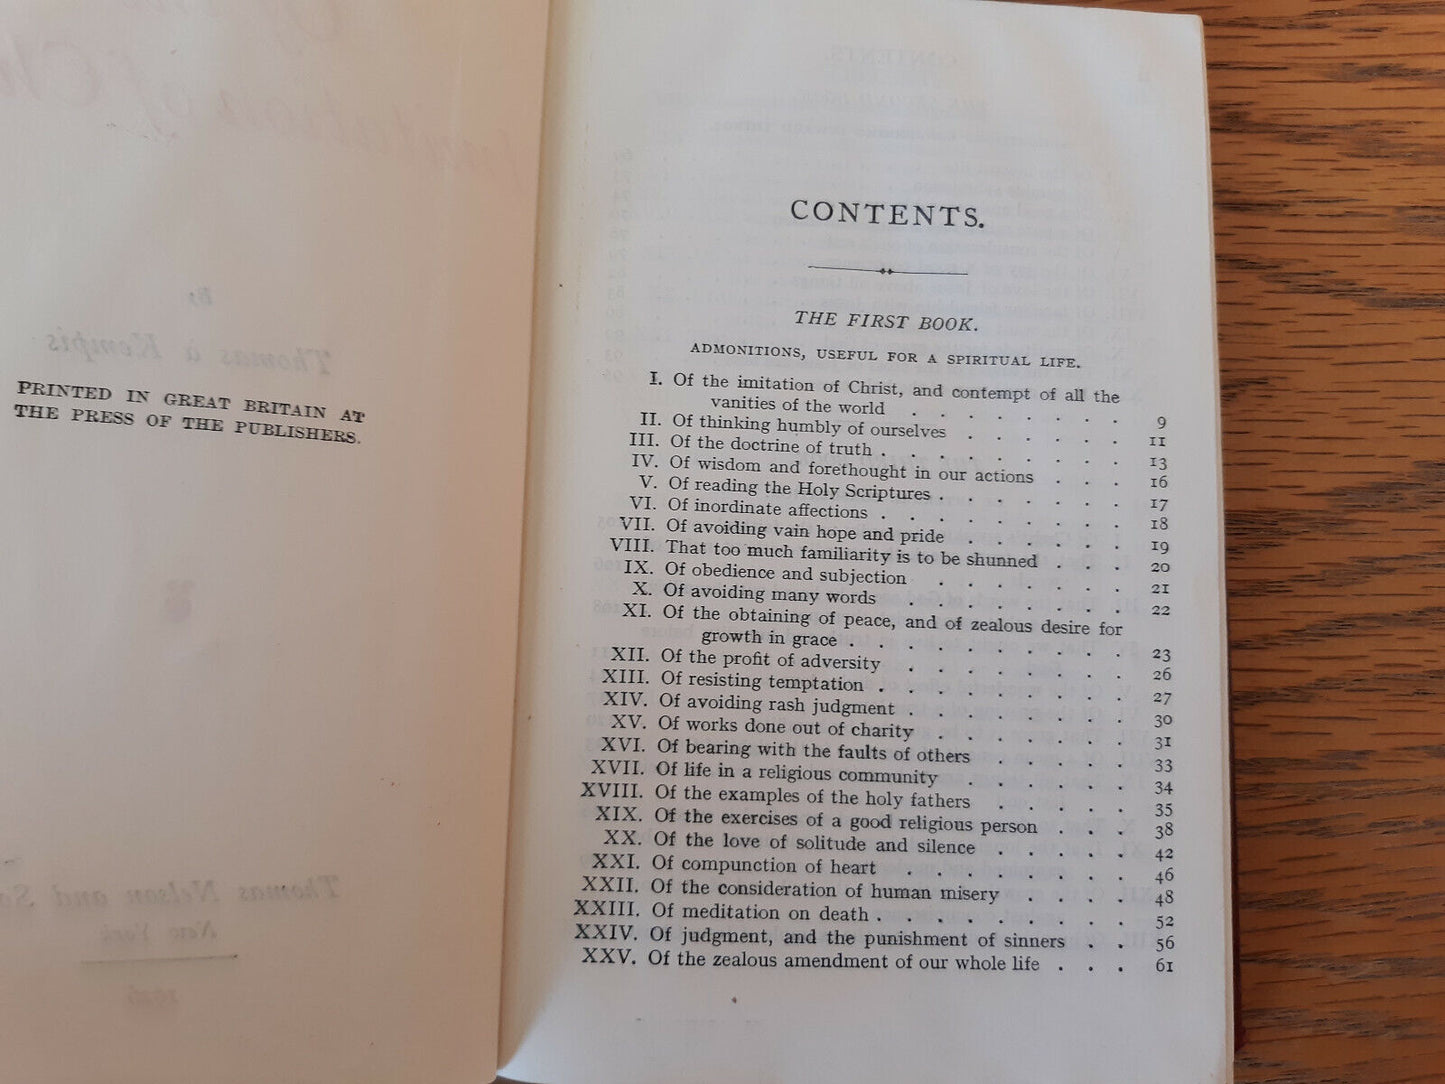 PRINTED IN GREAT BRITAIN AT
THE PRESS OF THE PUBLISHERS.
By
Thomas à Kempis
Thomas Nelson and
New York
CONTENTS.
THE FIRST BOOK.
ADMONITIONS, USEFUL FOR A SPIRITUAL LIFE.
I. Of the imitation of Christ, and contempt of all the
vanities of the world . . . . . . . 9
II. Of thinking humbly of ourselves . . . . . . 11
III. Of the doctrine of truth . . . . . . . . 13
IV. Of wisdom and forethought in our actions . . . 16
V. Of reading the Holy Scriptures . . . . . . . 17
VI. Of inordinate affections . . . . . . . . . 18
VII. Of avoiding vain hope and pride . . . . . . 19
VIII. That too much familiarity is to be shunned . . . 20
IX. Of obedience and subjection . . . . . . . 21
X. Of avoiding many words . . . . . . . . 22
XI. Of the obtaining of peace, and of zealous desire for
growth in grace . . . . . . . . . . 23
XII. Of the profit of adversity . . . . . . . . 26
XIII. Of resisting temptation . . . . . . . . . 27
XIV. Of avoiding rash judgment . . . . . . . . 30
XV. Of works done out of charity . . . . . . . 31
XVI. Of bearing with the faults of others . . . . . 33
XVII. Of life in a religious community . . . . . . 34
XVIII. Of the examples of the holy fathers . . . . . 35
XIX. Of the exercises of a good religious person . . . 38
XX. Of the love of solitude and silence . . . . . 42
XXI. Of compunction of heart . . . . . . . . 46
XXII. Of the consideration of human misery . . . . 48
XXIII. Of meditation on death . . . . . . . . . 52
XXIV. Of judgment, and the punishment of sinners . . 56
XXV. Of the zealous amendment of our whole life . . . 61